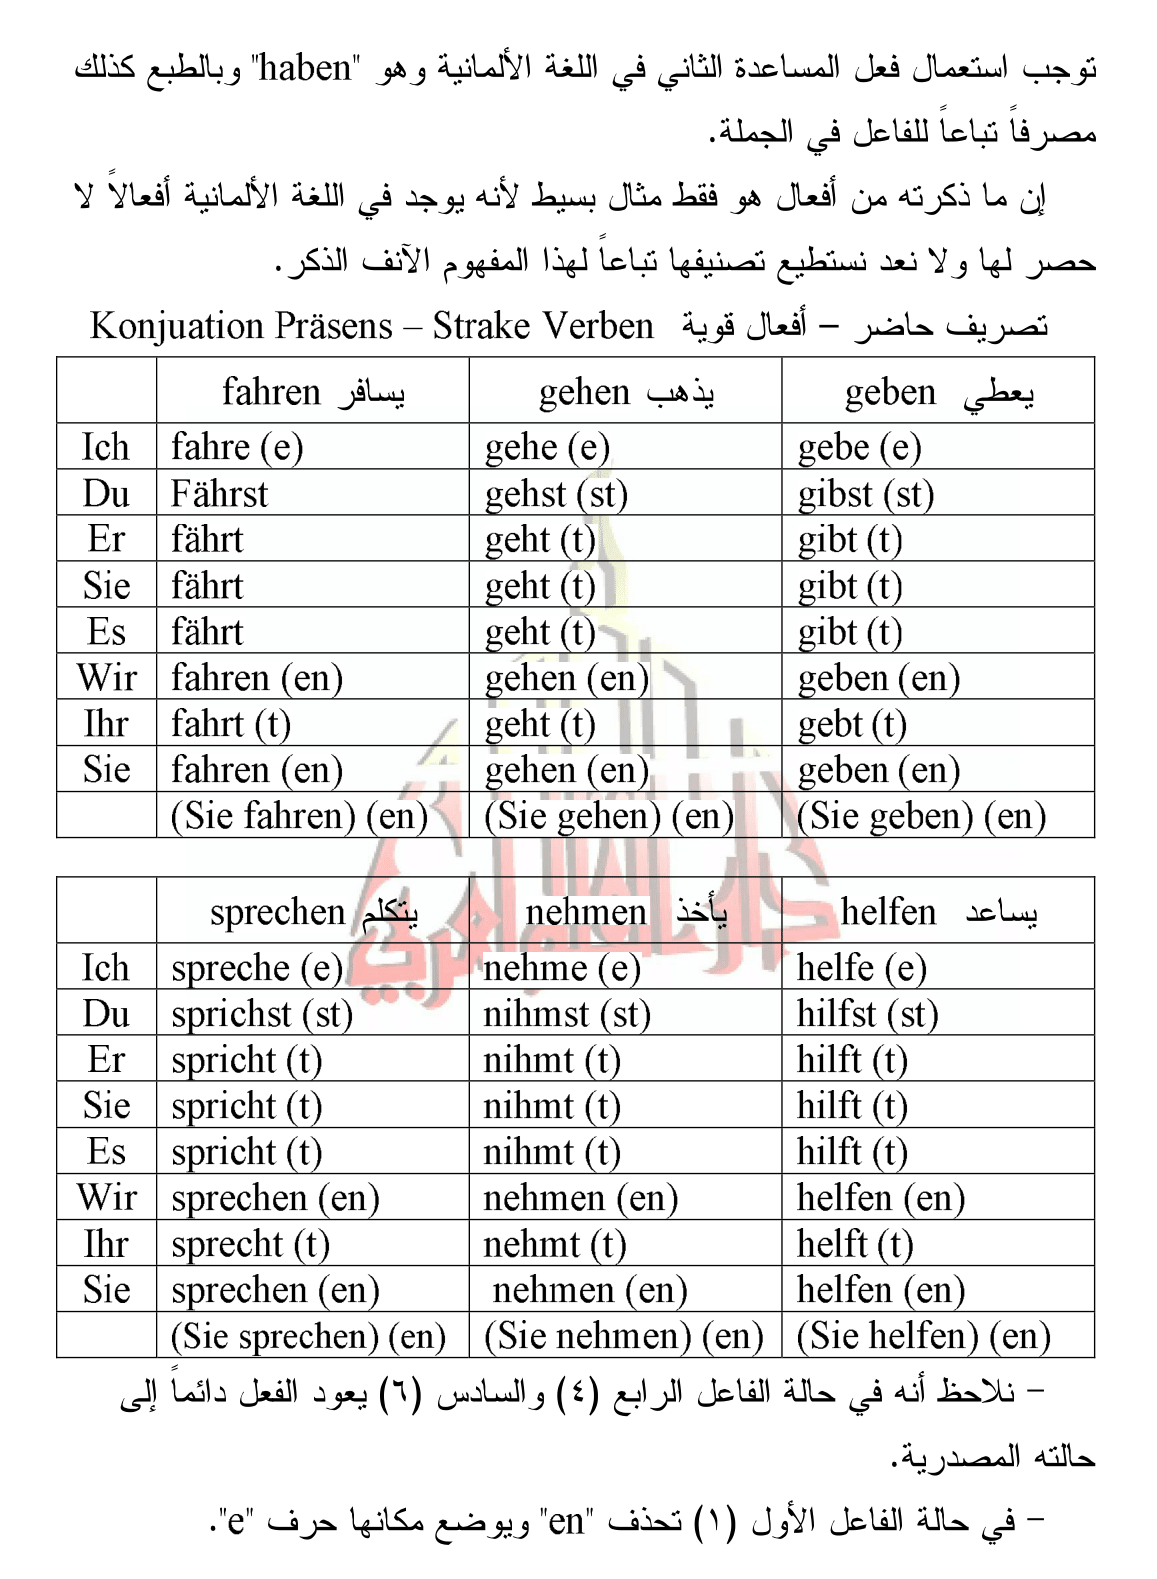 توجب استعمال فعل المساعدة الثاني في اللغة الألمانية وهو "haben" وبالطبع كذلك
مصرفاً تباعاً للفاعل في الجملة.
إن ما ذكرته من أفعال هو فقط مثال بسيط لأنه يوجد في اللغة الألمانية أفعالاً لا
حصر لها ولا نعد نستطيع تصنيفها تباعاً لهذا المفهوم الآنف الذكر.
تصريف حاضر – أفعال قوية Konjuation Präsens – Strake Verben
fahren يسافر gehen يذهب geben يعطي
Ich fahre (e) gehe (e) gebe (e)
Du Fährst gehst (st) gibst (st)
Er fährt geht (t) gibt (t)
Sie fährt geht (t) gibt (t)
Es fährt geht (t) gibt (t)
Wir fahren (en) gehen (en) geben (en)
Ihr fahrt (t) geht (t) gebt (t)
Sie fahren (en) gehen (en) geben (en)
(Sie fahren) (en) (Sie gehen) (en) (Sie geben) (en)
sprechen يتكلم nehmen يأخذ helfen يساعد
Ich spreche (e) nehme (e) helfe (e)
Du sprichst (st) nihmst (st) hilfst (st)
Er spricht (t) nihmt (t) hilft (t)
Sie spricht (t) nihmt (t) hilft (t)
Es spricht (t) nihmt (t) hilft (t)
Wir sprechen (en) nehmen (en) helfen (en)
Ihr sprecht (t) nehmt (t) helft (t)
Sie sprechen (en) nehmen (en) helfen (en)
(Sie sprechen) (en) (Sie nehmen) (en) (Sie helfen) (en)
– نلاحظ أنه في حالة الفاعل الرابع (٤) والسادس (٦) يعود الفعل دائماً إلى
حالته المصدرية.
– في حالة الفاعل الأول (١) تحذف "en" ويوضع مكانها حرف "e".